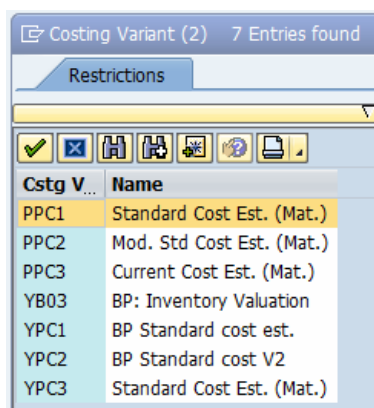 Costing Variant (2) 7 Entries found
Restrictions
Cstg V... Name
PPC1 Standard Cost Est. (Mat.)
PPC2 Mod. Std Cost Est. (Mat.)
PPC3 Current Cost Est. (Mat.)
YB03 BP: Inventory Valuation
YPC1 BP Standard cost est.
YPC2 BP Standard cost V2
YPC3 Standard Cost Est. (Mat.)